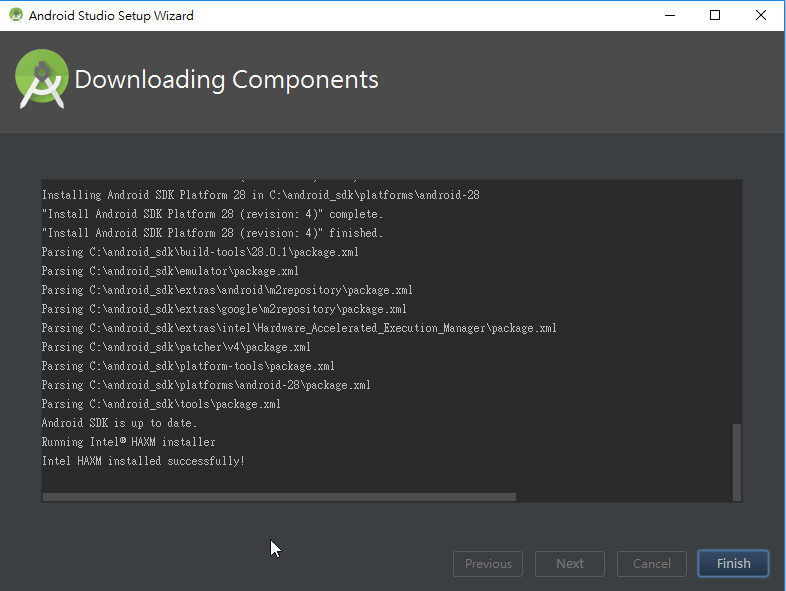 Android Studio Setup Wizard
Downloading Components
Installing Android SDK Platform 28 in C:\android_sdk\platforms\android-28
"Install Android SDK Platform 28 (revision: 4)" complete.
"Install Android SDK Platform 28 (revision: 4)" finished.
Parsing C:\android_sdk\build-tools\28.0.1\package.xml
Parsing C:\android_sdk\emulator\package.xml
Parsing C:\android_sdk\extras\android\m2repository\package.xml
Parsing C:\android_sdk\extras\google\m2repository\package.xml
Parsing C:\android_sdk\extras\intel\Hardware_Accelerated_Execution_Manager\package.xml
Parsing C:\android_sdk\patcher\v4\package.xml
Parsing C:\android_sdk\platform-tools\package.xml
Parsing C:\android_sdk\platforms\android-28\package.xml
Parsing C:\android_sdk\tools\package.xml
Android SDK is up to date.
Running Intel® HAXM installer
Intel HAXM installed successfully!
Previous Next Cancel Finish